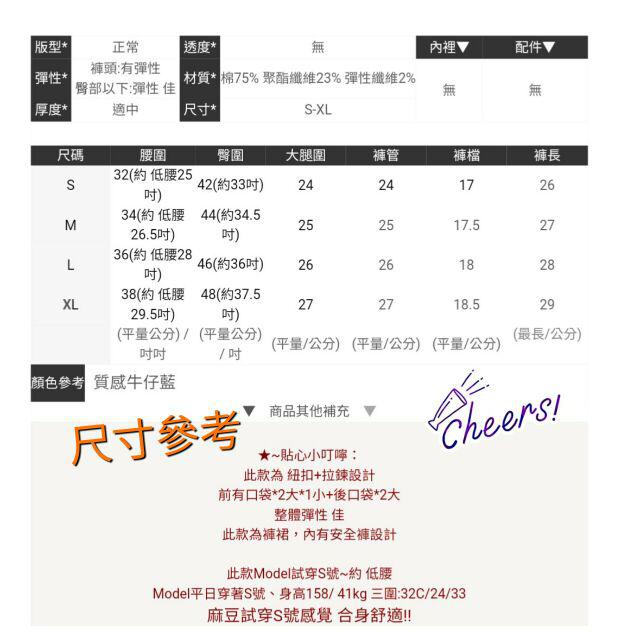 版型* 正常 透度* 無 內裡▼ 配件▼
彈性* 褲頭:有彈性 臀部以下:彈性 佳 材質* 棉75% 聚酯纖維23% 彈性纖維2% 無 無
厚度* 適中 尺寸* S-XL
尺碼 腰圍 臀圍 大腿圍 褲管 褲檔 褲長
S 32(約 低腰25吋) 42(約33吋) 24 24 17 26
M 34(約 低腰26.5吋) 44(約34.5吋) 25 25 17.5 27
L 36(約 低腰28吋) 46(約36吋) 26 26 18 28
XL 38(約 低腰29.5吋) 48(約37.5吋) 27 27 18.5 29
(平量公分) / 吋吋 (平量公分) / 吋 (平量/公分) (平量/公分) (平量/公分) (最長/公分)
顏色參考 質感牛仔藍
尺寸參考
▼ 商品其他補充 ▼
Cheers!
★~貼心小叮嚀：
此款為 紐扣+拉鍊設計
前有口袋*2大*1小+後口袋*2大
整體彈性 佳
此款為褲裙，內有安全褲設計
此款Model試穿S號~約 低腰
Model平日穿著S號、身高158/ 41kg 三圍:32C/24/33
麻豆試穿S號感覺 合身舒適!!